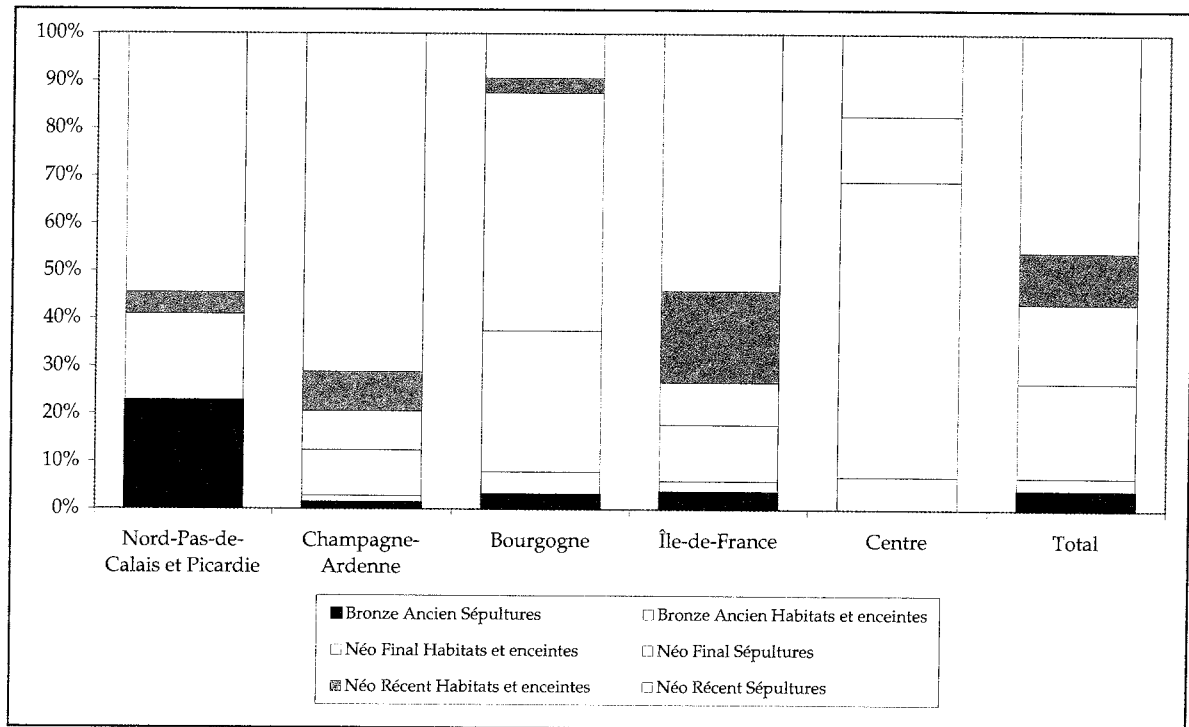 100%
90%
80%
70%
60%
50%
40%
30%
20%
10%
0%
Nord-Pas-de-
Calais et Picardie
Champagne-
Ardenne
Bourgogne
Île-de-France
Centre
Total
Bronze Ancien Sépultures
Bronze Ancien Habitats et enceintes
Néo Final Habitats et enceintes
Néo Final Sépultures
Néo Récent Habitats et enceintes
Néo Récent Sépultures